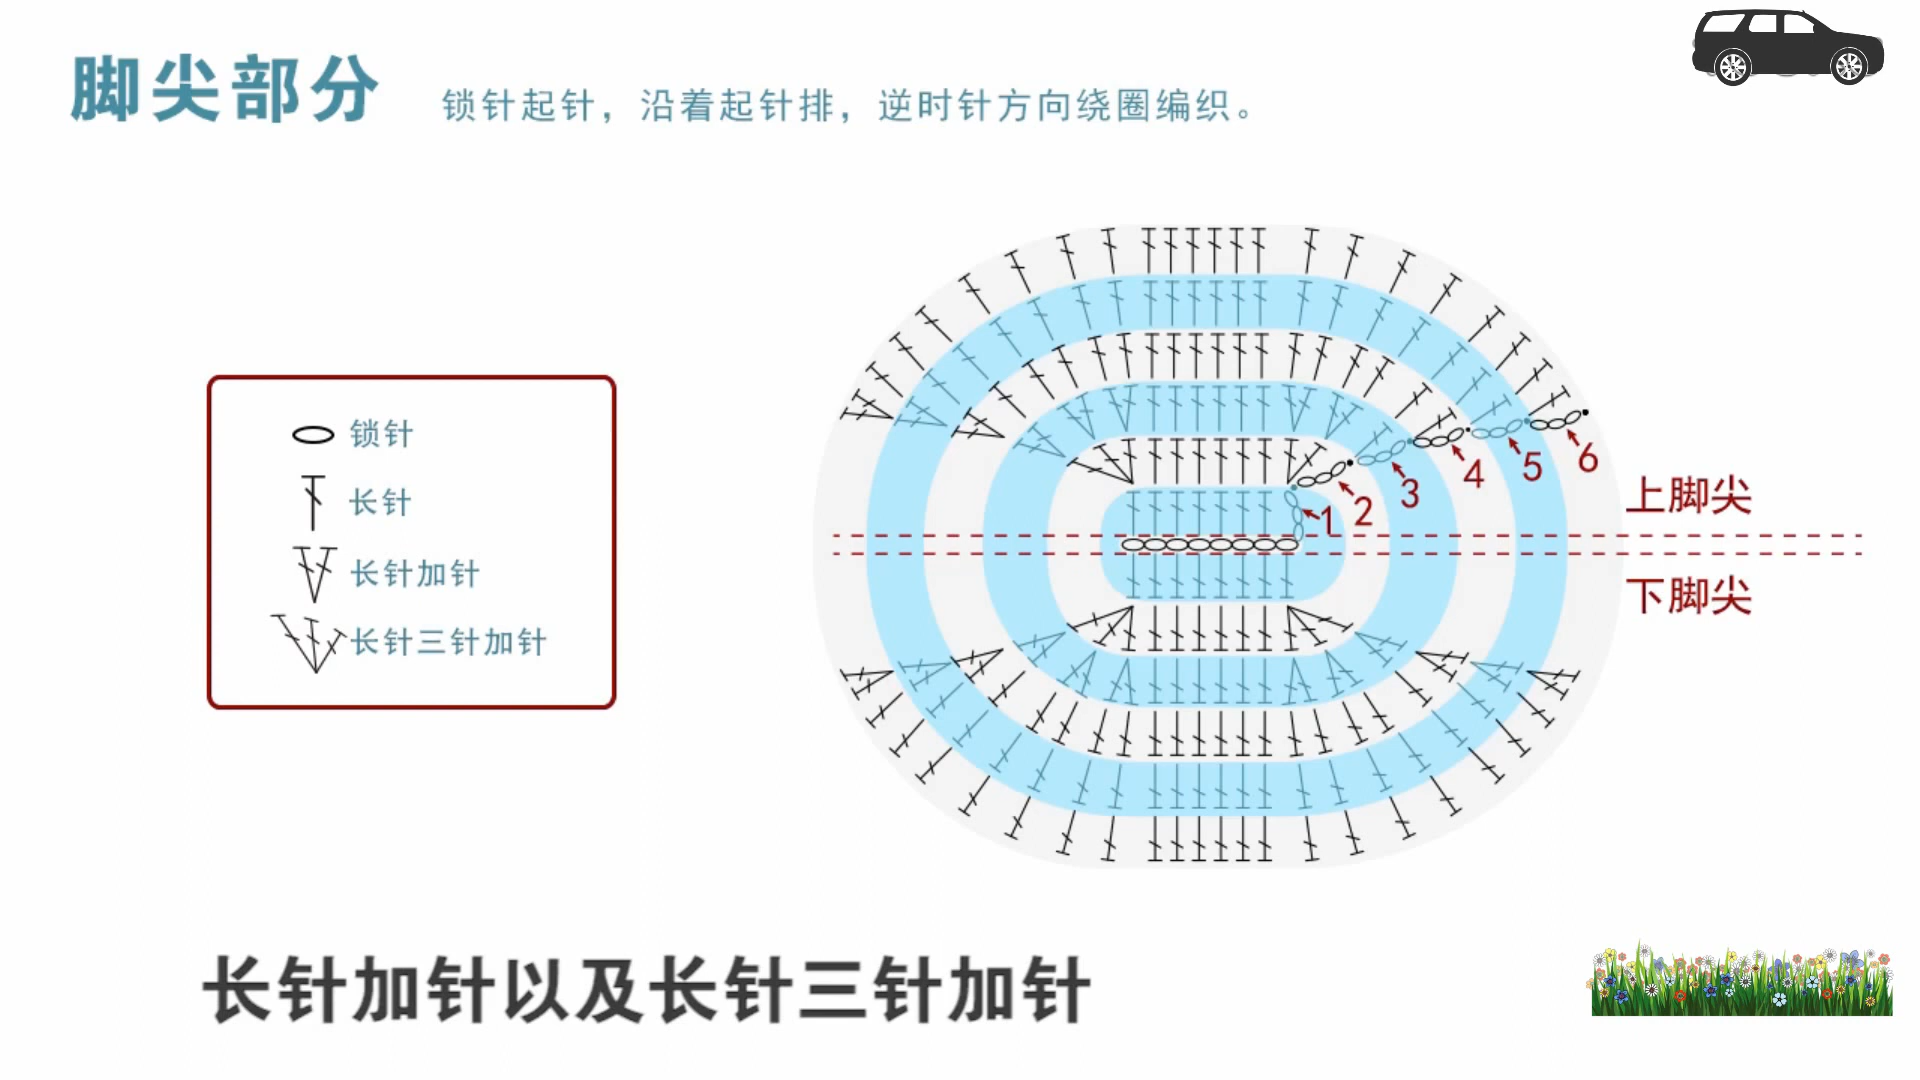 脚尖部分
锁针起针，沿着起针排，逆时针方向绕圈编织。
锁针
长针
长针加针
长针三针加针
1
2
3
4
5
6
上脚尖
下脚尖
长针加针以及长针三针加针